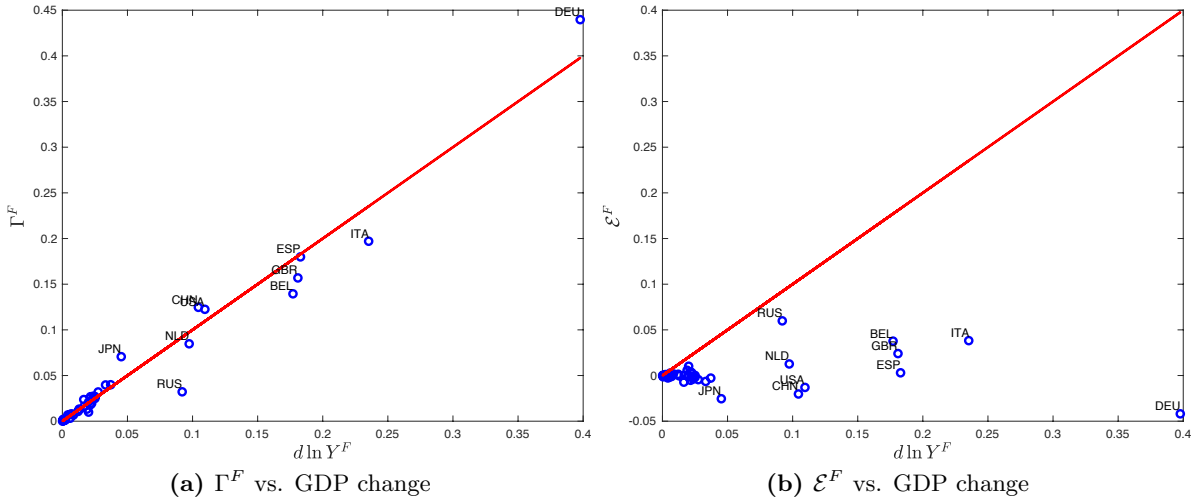 DEU
0.45
0.4
0.35
0.3
0.25
0.2
0.15
0.1
0.05
0
Γ^F
ITA
ESP
GBR
BEL
CHN
USA
NLD
JPN
RUS
0 0.05 0.1 0.15 0.2 0.25 0.3 0.35 0.4
d ln Y^F
(a) Γ^F vs. GDP change
0.4
0.35
0.3
0.25
0.2
0.15
0.1
0.05
0
-0.05
ℰ^F
RUS
BEL
ITA
GBR
NLD
ESP
USA
CHN
JPN
DEU
0 0.05 0.1 0.15 0.2 0.25 0.3 0.35 0.4
d ln Y^F
(b) ℰ^F vs. GDP change